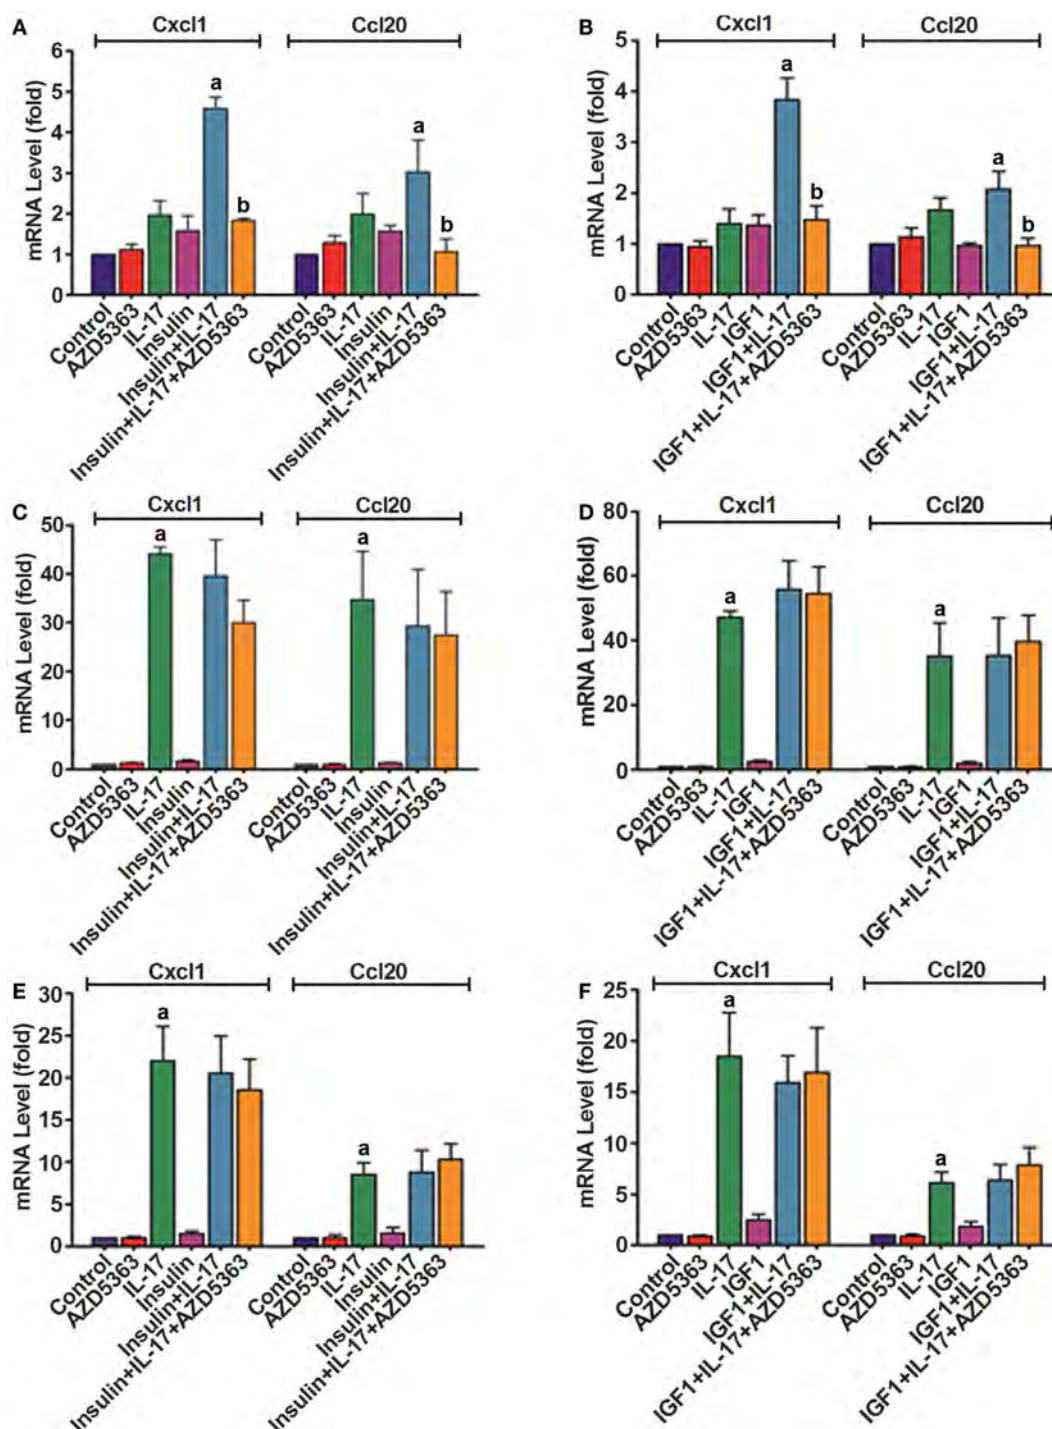 A
Cxcl1 Ccl20
mRNA Level (fold)
6
5
4
3
2
1
0
a
b
a
b
Control
AZD5363
IL-17
Insulin
Insulin+IL-17
Insulin+IL-17+AZD5363
Control
AZD5363
IL-17
Insulin
Insulin+IL-17
Insulin+IL-17+AZD5363
B
Cxcl1 Ccl20
mRNA Level (fold)
5
4
3
2
1
0
a
b
a
b
Control
AZD5363
IL-17
IGF1
IGF1+IL-17
IGF1+IL-17+AZD5363
Control
AZD5363
IL-17
IGF1
IGF1+IL-17
IGF1+IL-17+AZD5363
C
Cxcl1 Ccl20
mRNA Level (fold)
50
40
30
20
10
0
a
a
Control
AZD5363
IL-17
Insulin
Insulin+IL-17
Insulin+IL-17+AZD5363
Control
AZD5363
IL-17
Insulin
Insulin+IL-17
Insulin+IL-17+AZD5363
D
Cxcl1 Ccl20
mRNA Level (fold)
80
60
40
20
0
a
a
Control
AZD5363
IL-17
IGF1
IGF1+IL-17
IGF1+IL-17+AZD5363
Control
AZD5363
IL-17
IGF1
IGF1+IL-17
IGF1+IL-17+AZD5363
E
Cxcl1 Ccl20
mRNA Level (fold)
30
25
20
15
10
5
0
a
a
Control
AZD5363
IL-17
Insulin
Insulin+IL-17
Insulin+IL-17+AZD5363
Control
AZD5363
IL-17
Insulin
Insulin+IL-17
Insulin+IL-17+AZD5363
F
Cxcl1 Ccl20
mRNA Level (fold)
25
20
15
10
5
0
a
a
Control
AZD5363
IL-17
IGF1
IGF1+IL-17
IGF1+IL-17+AZD5363
Control
AZD5363
IL-17
IGF1
IGF1+IL-17
IGF1+IL-17+AZD5363